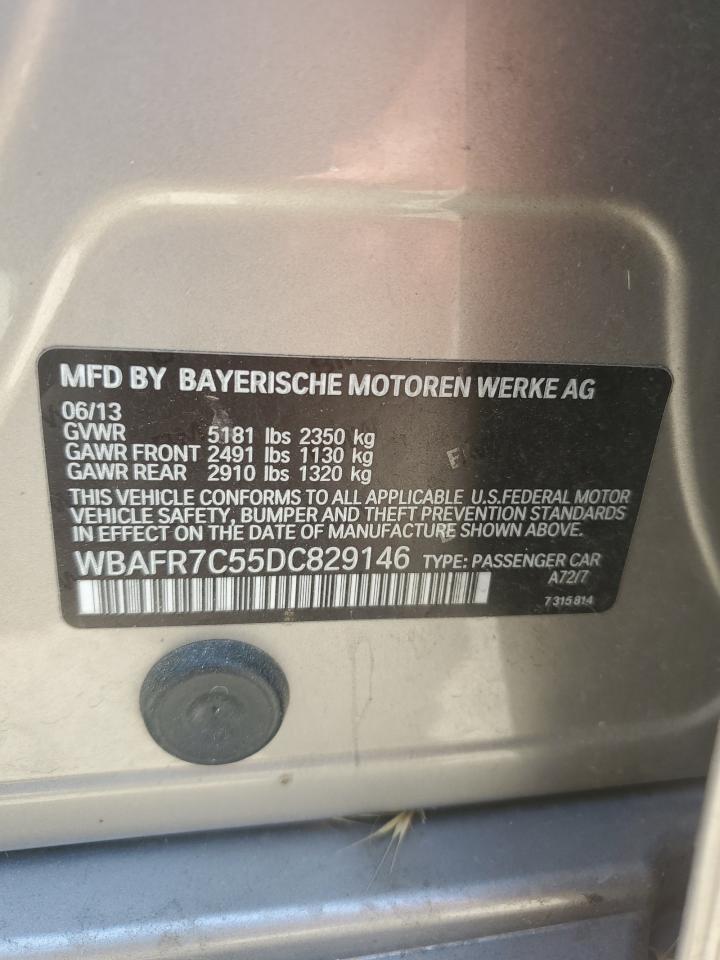 MFD BY BAYERISCHE MOTOREN WERKE AG
06/13
GVWR 5181 lbs 2350 kg
GAWR FRONT 2491 lbs 1130 kg
GAWR REAR 2910 lbs 1320 kg
THIS VEHICLE CONFORMS TO ALL APPLICABLE U.S.FEDERAL MOTOR
VEHICLE SAFETY, BUMPER AND THEFT PREVENTION STANDARDS
IN EFFECT ON THE DATE OF MANUFACTURE SHOWN ABOVE.
WBAFR7C55DC829146 TYPE: PASSENGER CAR
A72/7
7 315 814